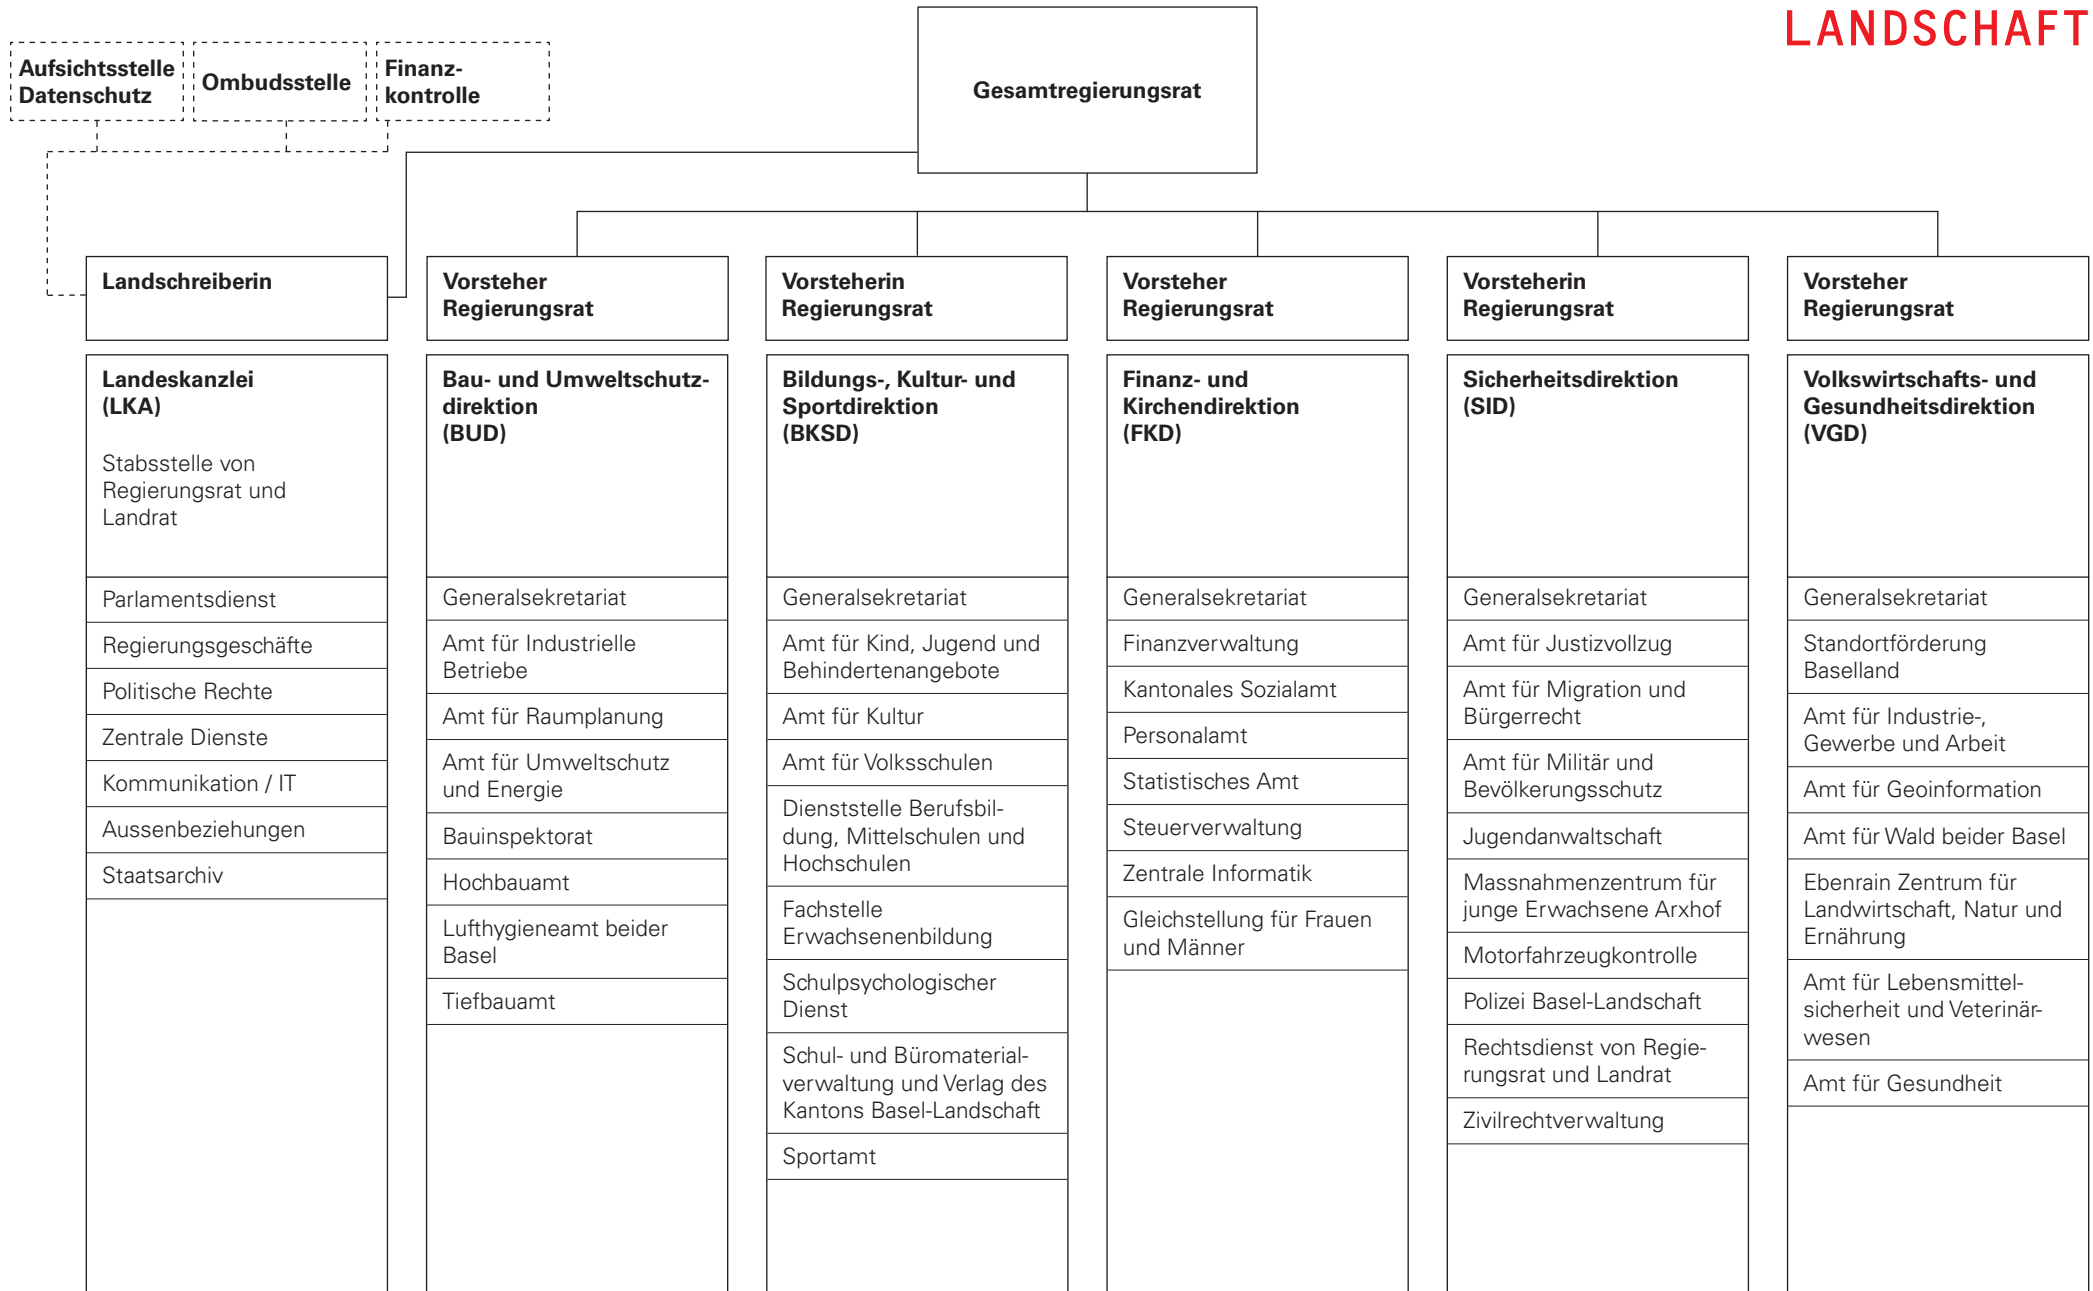 LANDSCHAFT
Aufsichtsstelle
Datenschutz
Ombudsstelle
Finanz-
kontrolle
Gesamtregierungsrat
Landschreiberin
Vorsteher
Regierungsrat
Vorsteherin
Regierungsrat
Vorsteher
Regierungsrat
Vorsteherin
Regierungsrat
Vorsteher
Regierungsrat
Landeskanzlei
(LKA)
Stabsstelle von
Regierungsrat und
Landrat
Parlamentsdienst
Regierungsgeschäfte
Politische Rechte
Zentrale Dienste
Kommunikation / IT
Aussenbeziehungen
Staatsarchiv
Bau- und Umweltschutz-
direktion
(BUD)
Generalsekretariat
Amt für Industrielle
Betriebe
Amt für Raumplanung
Amt für Umweltschutz
und Energie
Bauinspektorat
Hochbauamt
Lufthygieneamt beider
Basel
Tiefbauamt
Bildungs-, Kultur- und
Sportdirektion
(BKSD)
Generalsekretariat
Amt für Kind, Jugend und
Behindertenangebote
Amt für Kultur
Amt für Volksschulen
Dienststelle Berufsbil-
dung, Mittelschulen und
Hochschulen
Fachstelle
Erwachsenenbildung
Schulpsychologischer
Dienst
Schul- und Büromaterial-
verwaltung und Verlag des
Kantons Basel-Landschaft
Sportamt
Finanz- und
Kirchendirektion
(FKD)
Generalsekretariat
Finanzverwaltung
Kantonales Sozialamt
Personalamt
Statistisches Amt
Steuerverwaltung
Zentrale Informatik
Gleichstellung für Frauen
und Männer
Sicherheitsdirektion
(SID)
Generalsekretariat
Amt für Justizvollzug
Amt für Migration und
Bürgerrecht
Amt für Militär und
Bevölkerungsschutz
Jugendanwaltschaft
Massnahmenzentrum für
junge Erwachsene Arxhof
Motorfahrzeugkontrolle
Polizei Basel-Landschaft
Rechtsdienst von Regie-
rungsrat und Landrat
Zivilrechtverwaltung
Volkswirtschafts- und
Gesundheitsdirektion
(VGD)
Generalsekretariat
Standortförderung
Baselland
Amt für Industrie-,
Gewerbe und Arbeit
Amt für Geoinformation
Amt für Wald beider Basel
Ebenrain Zentrum für
Landwirtschaft, Natur und
Ernährung
Amt für Lebensmittel-
sicherheit und Veterinär-
wesen
Amt für Gesundheit